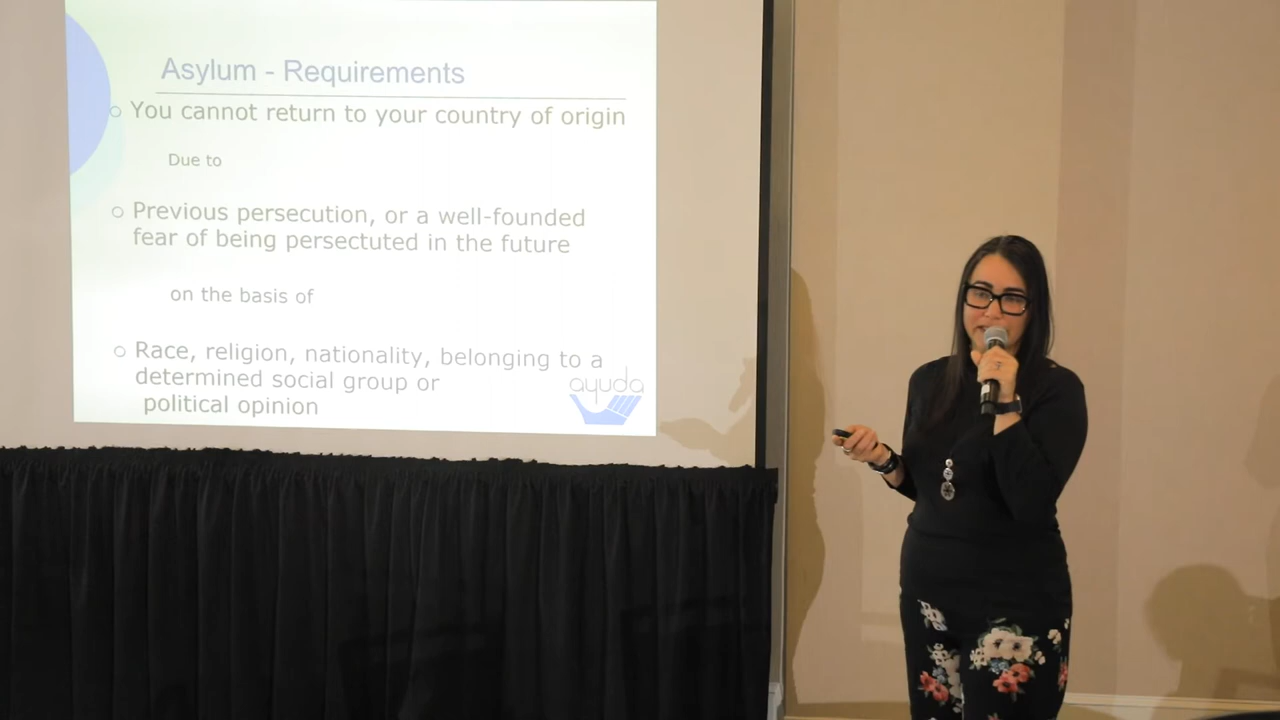 Asylum - Requirements
You cannot return to your country of origin
Due to
Previous persecution, or a well-founded
fear of being persectuted in the future
on the basis of
Race, religion, nationality, belonging to a
determined social group or
political opinion
ayuda